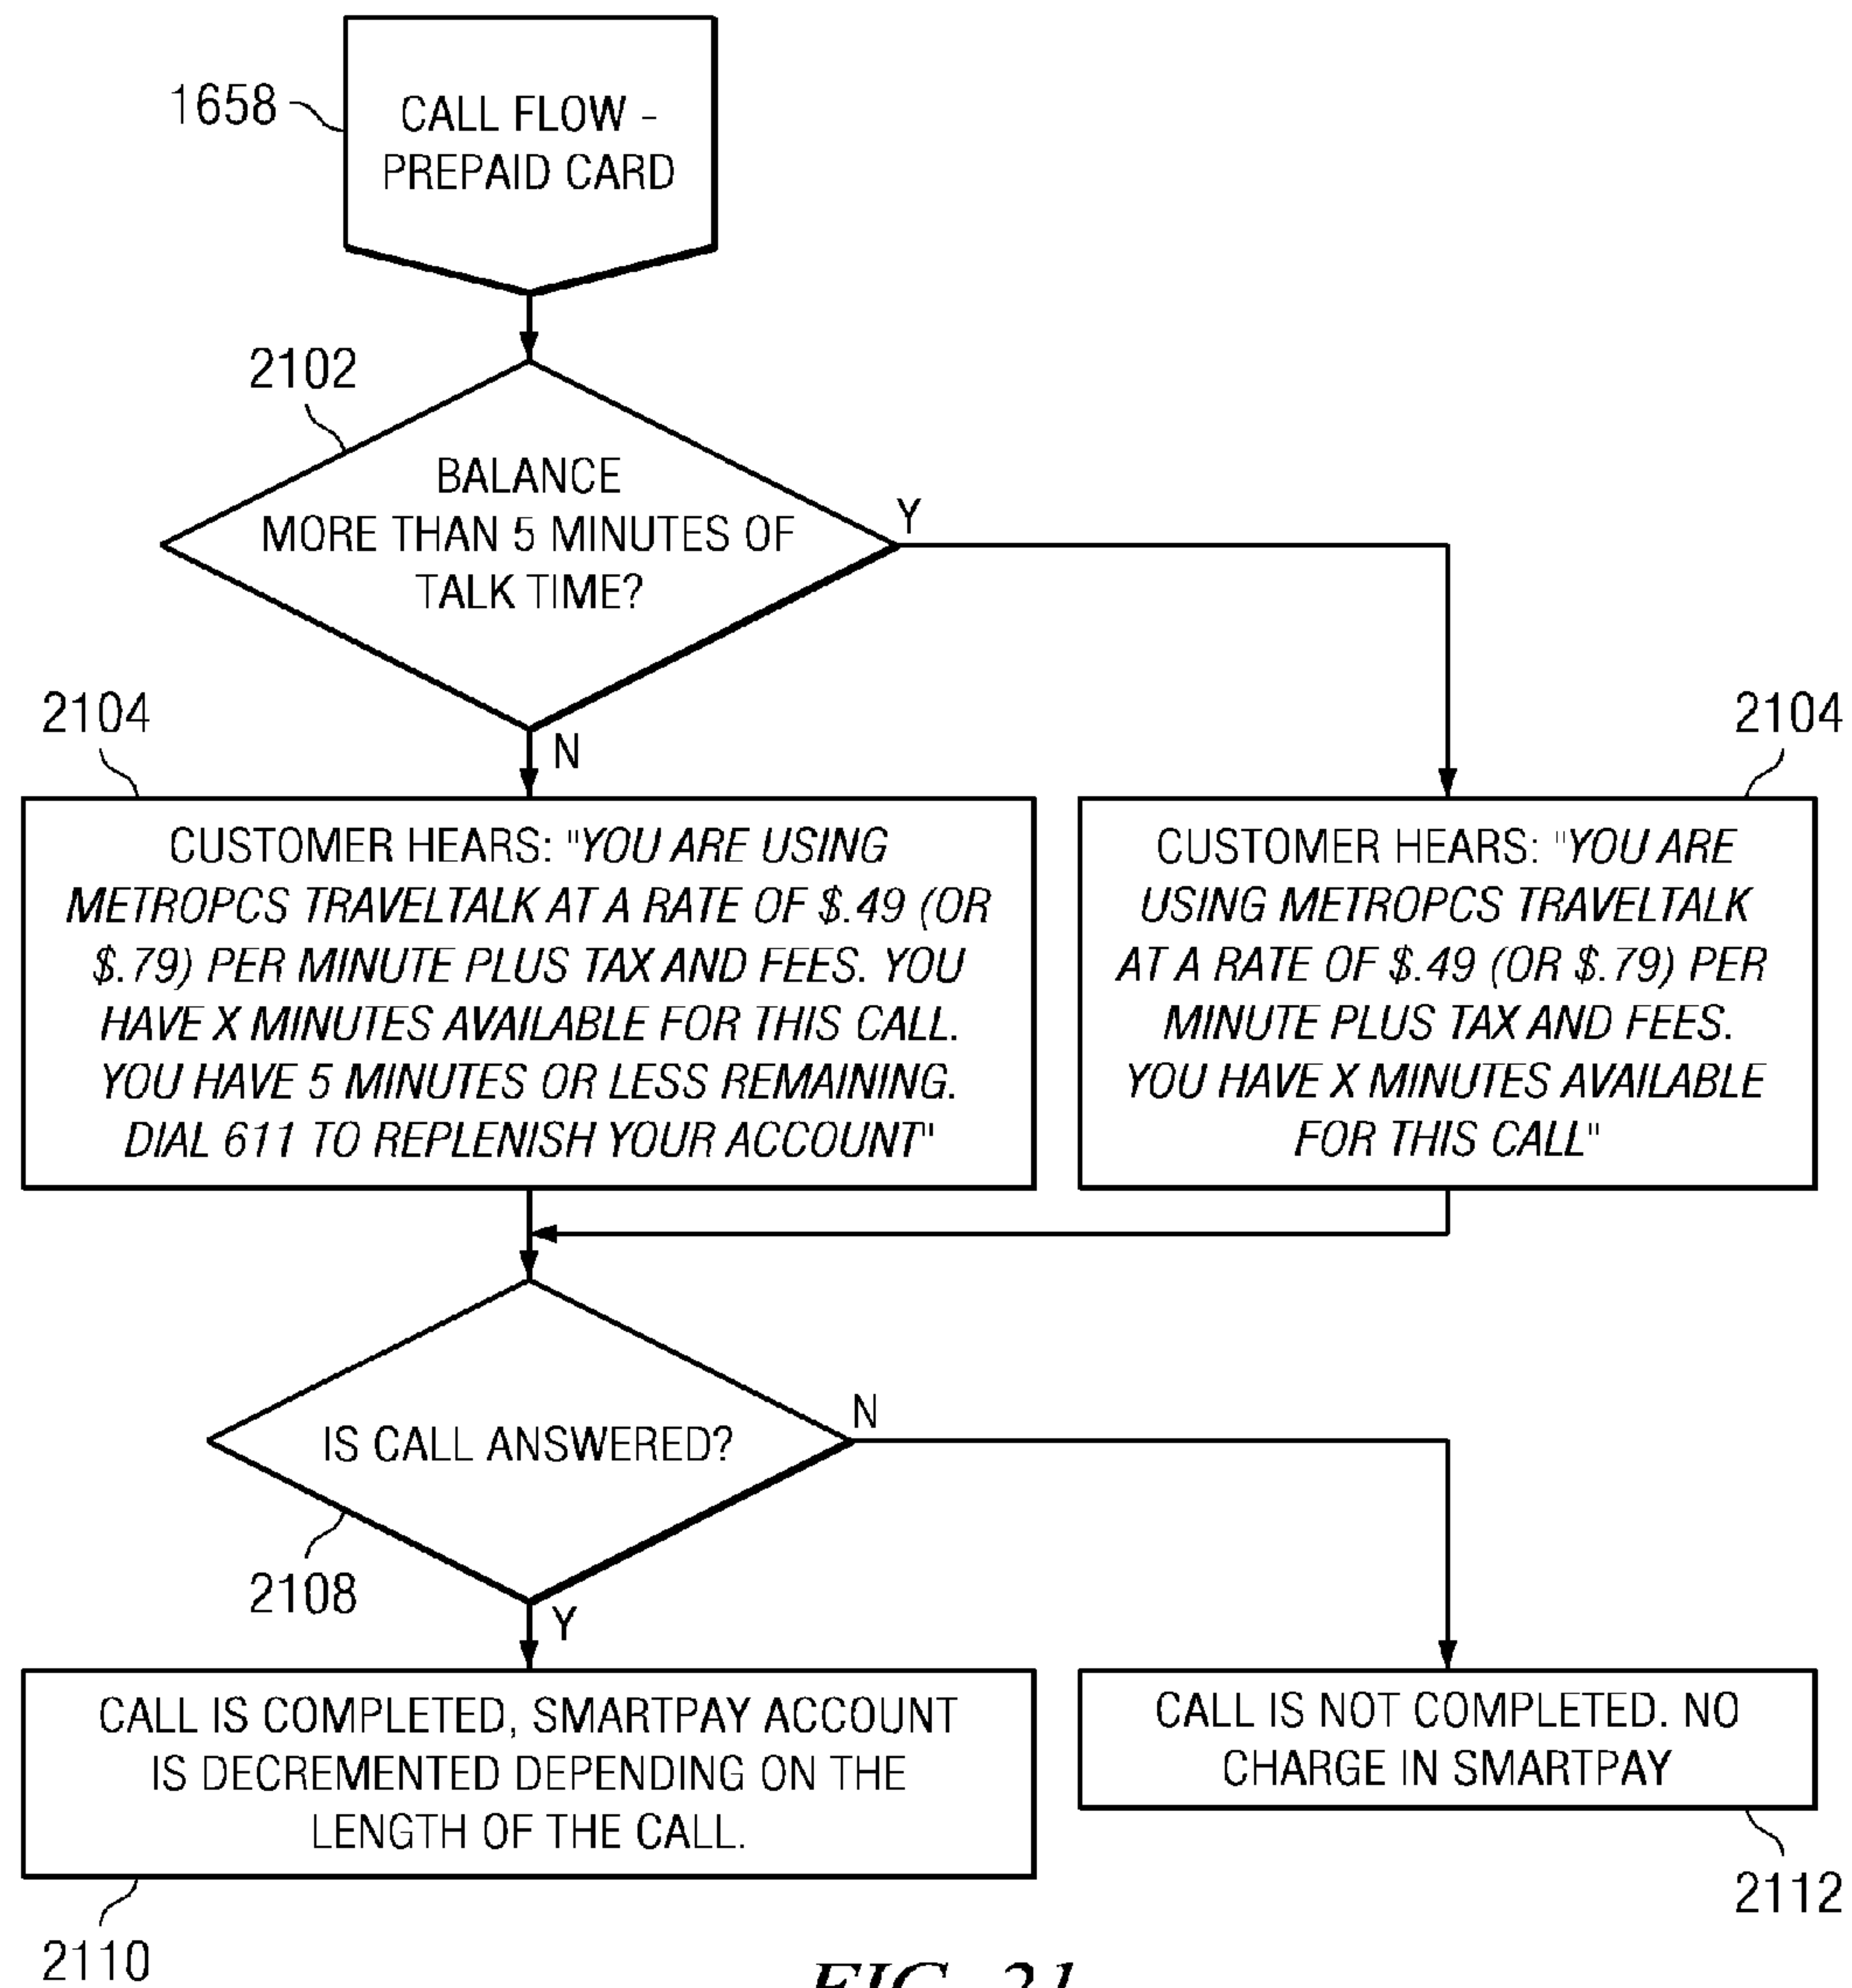 1658
CALL FLOW -
PREPAID CARD
2102
BALANCE
MORE THAN 5 MINUTES OF
TALK TIME?
Y
N
2104
CUSTOMER HEARS: "YOU ARE USING
METROPCS TRAVELTALK AT A RATE OF $.49 (OR
$.79) PER MINUTE PLUS TAX AND FEES. YOU
HAVE X MINUTES AVAILABLE FOR THIS CALL.
YOU HAVE 5 MINUTES OR LESS REMAINING.
DIAL 611 TO REPLENISH YOUR ACCOUNT"
2104
CUSTOMER HEARS: "YOU ARE
USING METROPCS TRAVELTALK
AT A RATE OF $.49 (OR $.79) PER
MINUTE PLUS TAX AND FEES.
YOU HAVE X MINUTES AVAILABLE
FOR THIS CALL"
IS CALL ANSWERED?
N
2108
Y
CALL IS COMPLETED, SMARTPAY ACCOUNT
IS DECREMENTED DEPENDING ON THE
LENGTH OF THE CALL.
2110
CALL IS NOT COMPLETED. NO
CHARGE IN SMARTPAY
2112
FIG. 21